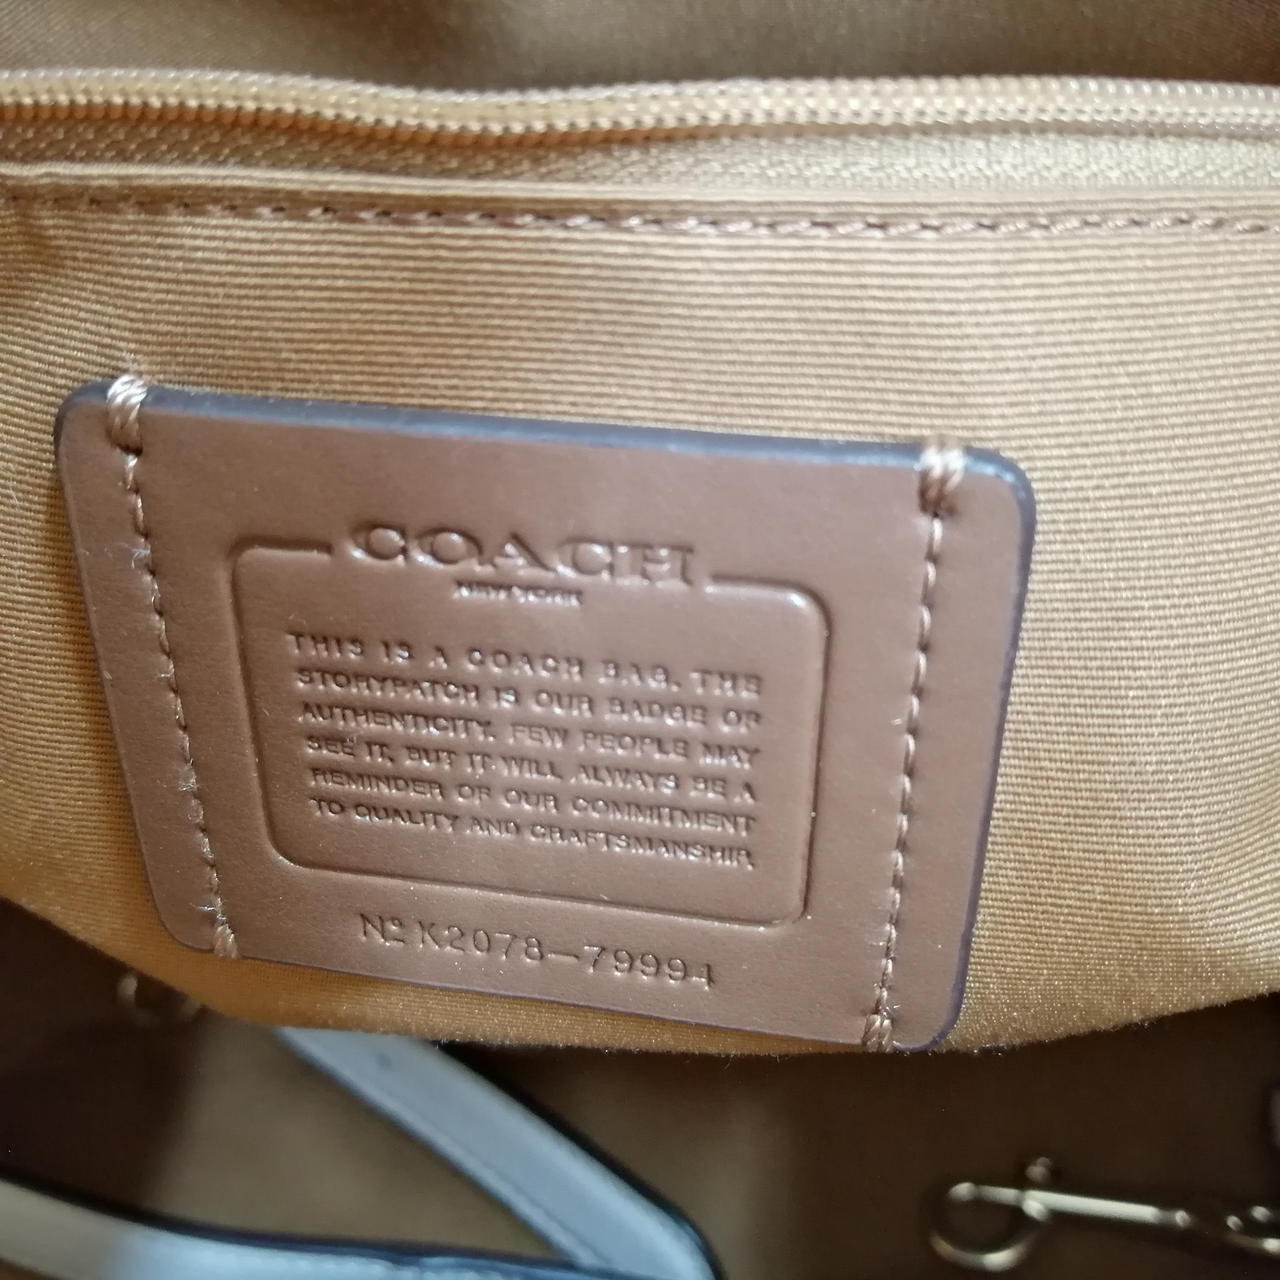 COACH
NEW YORK
THIS IS A COACH BAG. THE
STORYPATCH IS OUR BADGE OF
AUTHENTICITY. FEW PEOPLE MAY
SEE IT, BUT IT WILL ALWAYS BE A
REMINDER OF OUR COMMITMENT
TO QUALITY AND CRAFTSMANSHIP.
Nº K2078-79994